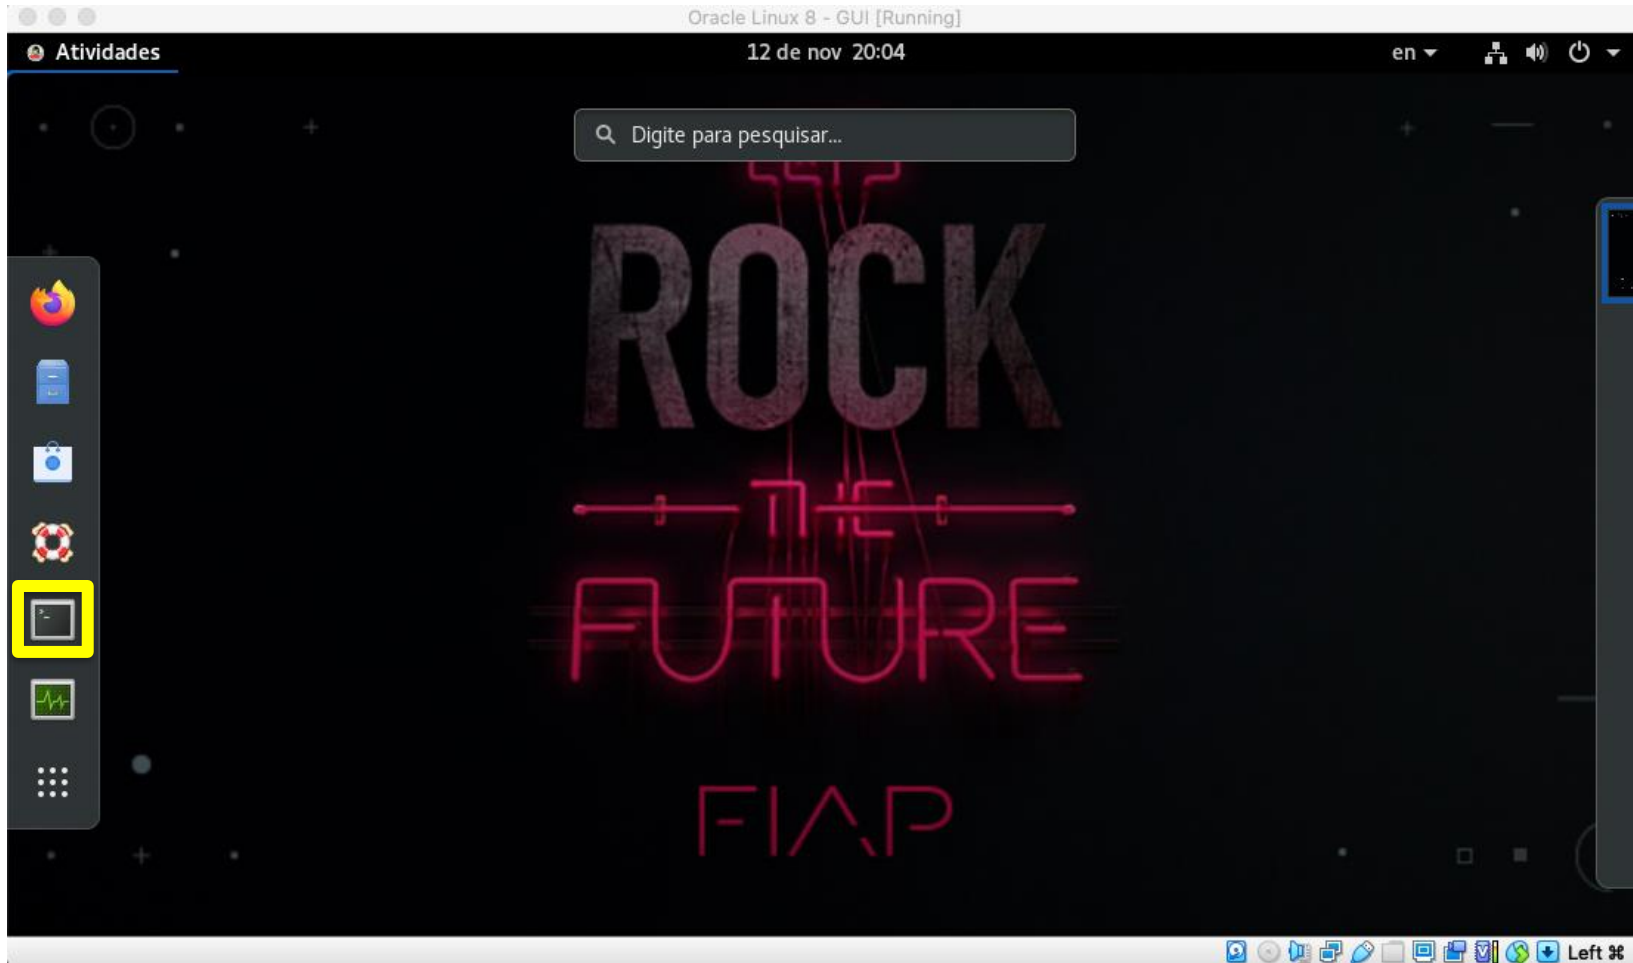 Oracle Linux 8 - GUI [Running]
Atividades
12 de nov 20:04
en
Digite para pesquisar...
ROCK
THE
FUTURE
FIAP
Left ⌘